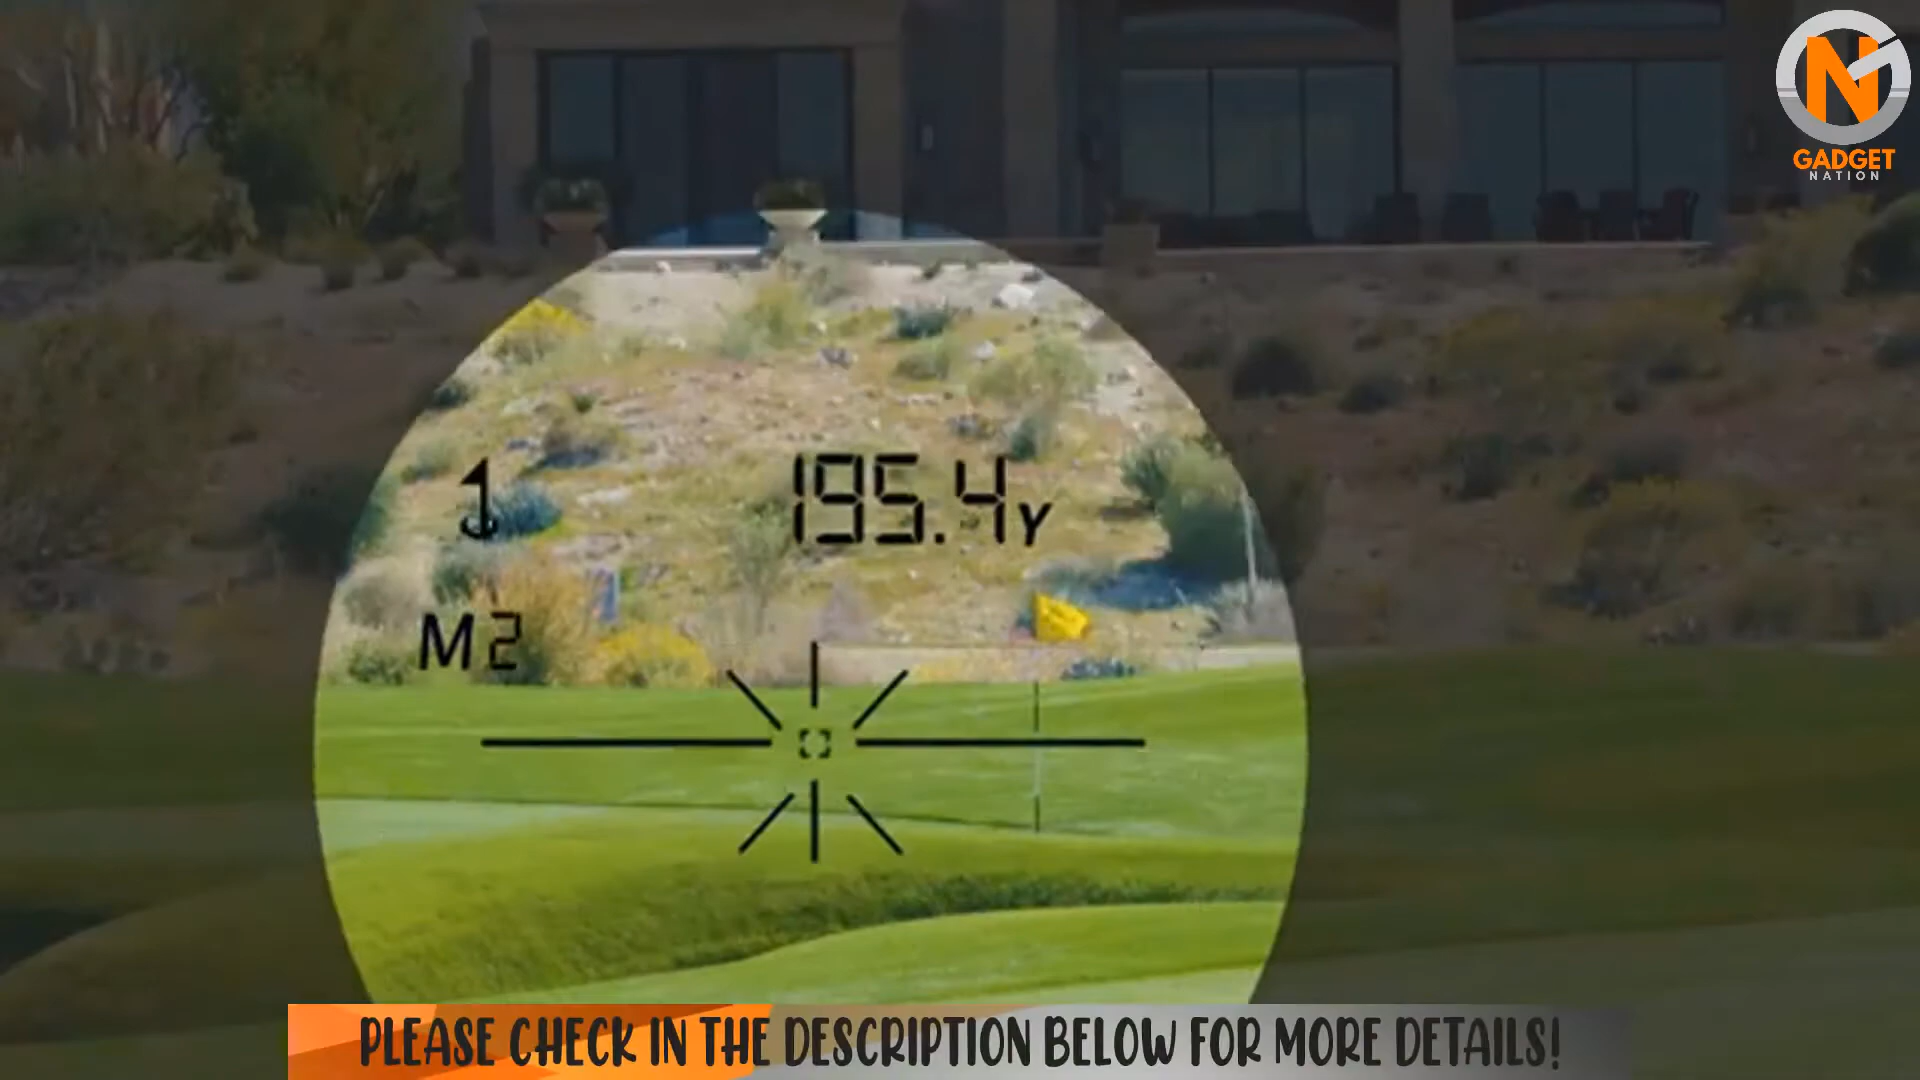 GADGET
NATION
195.4Y
M2
PLEASE CHECK IN THE DESCRIPTION BELOW FOR MORE DETAILS!